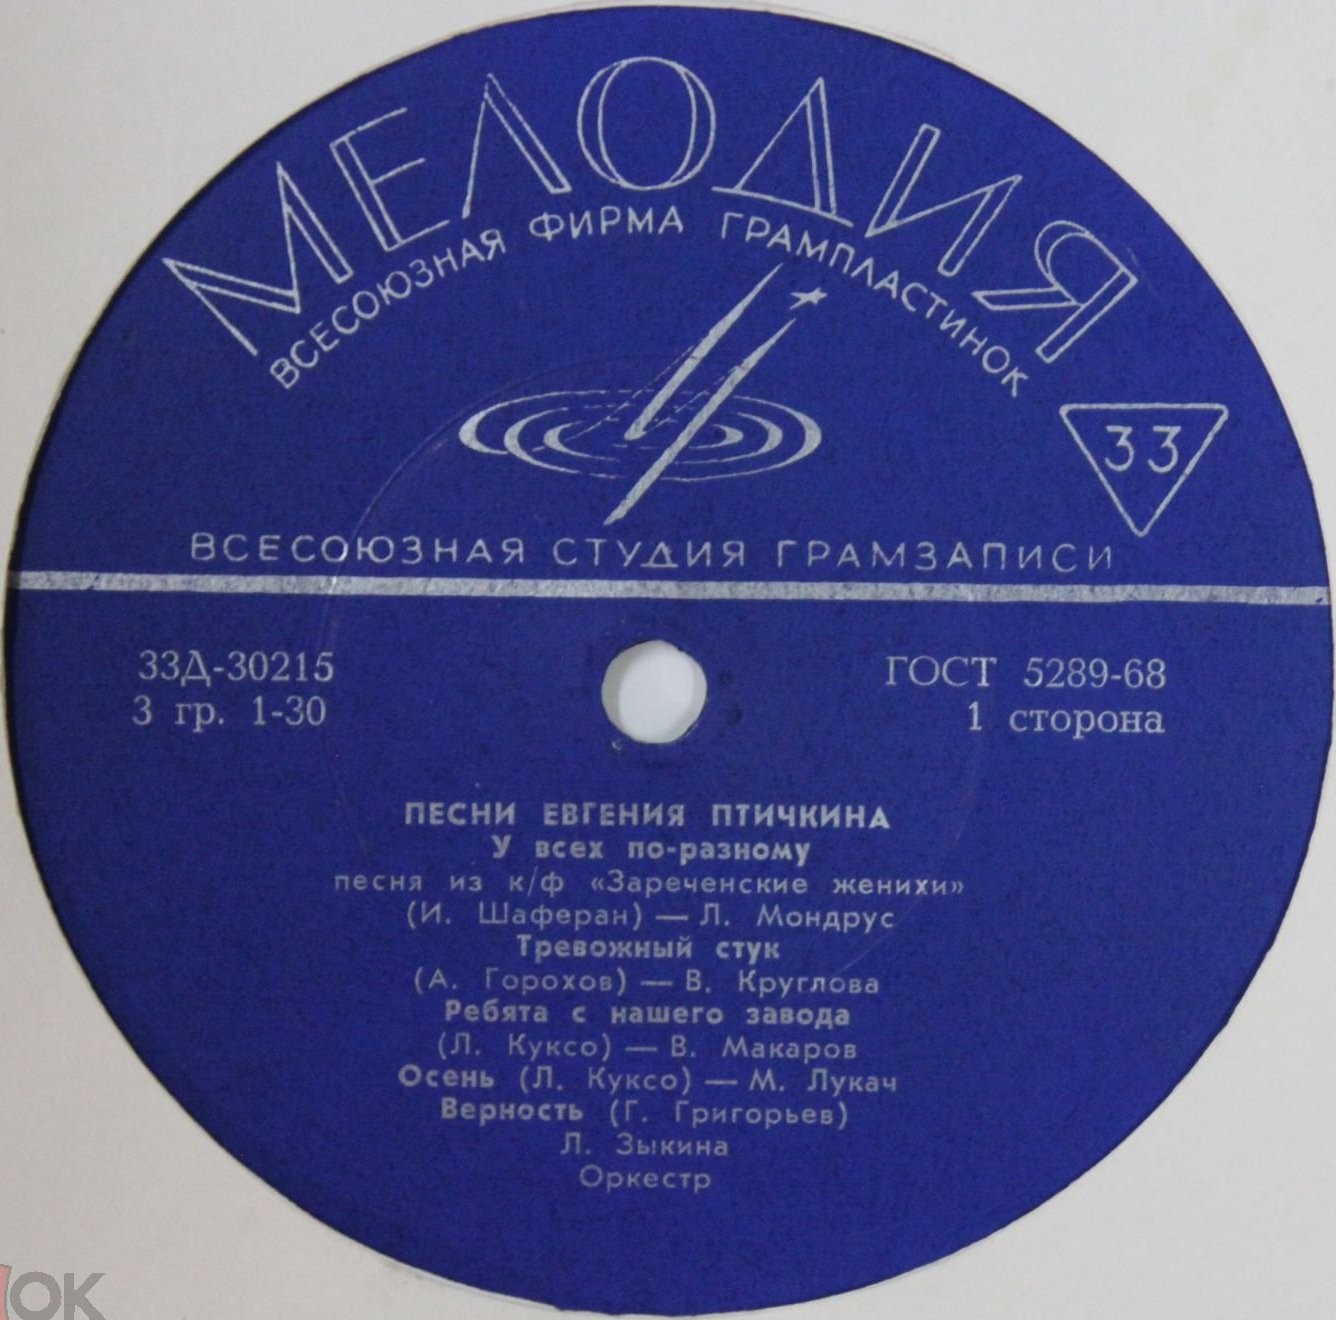 МЕЛОДИЯ
ВСЕСОЮЗНАЯ ФИРМА ГРАМПЛАСТИНОК
33
ВСЕСОЮЗНАЯ СТУДИЯ ГРАМЗАПИСИ
33Д-30215
ГОСТ 5289-68
3 гр. 1-30
1 сторона
ПЕСНИ ЕВГЕНИЯ ПТИЧКИНА
У всех по-разному
песня из к/ф «Зареченские женихи»
(И. Шаферан) — Л. Мондрус
Тревожный стук
(А. Горохов) — В. Круглова
Ребята с нашего завода
(Л. Куксо) — В. Макаров
Осень (Л. Куксо) — М. Лукач
Верность (Г. Григорьев)
Л. Зыкина
Оркестр
ОК